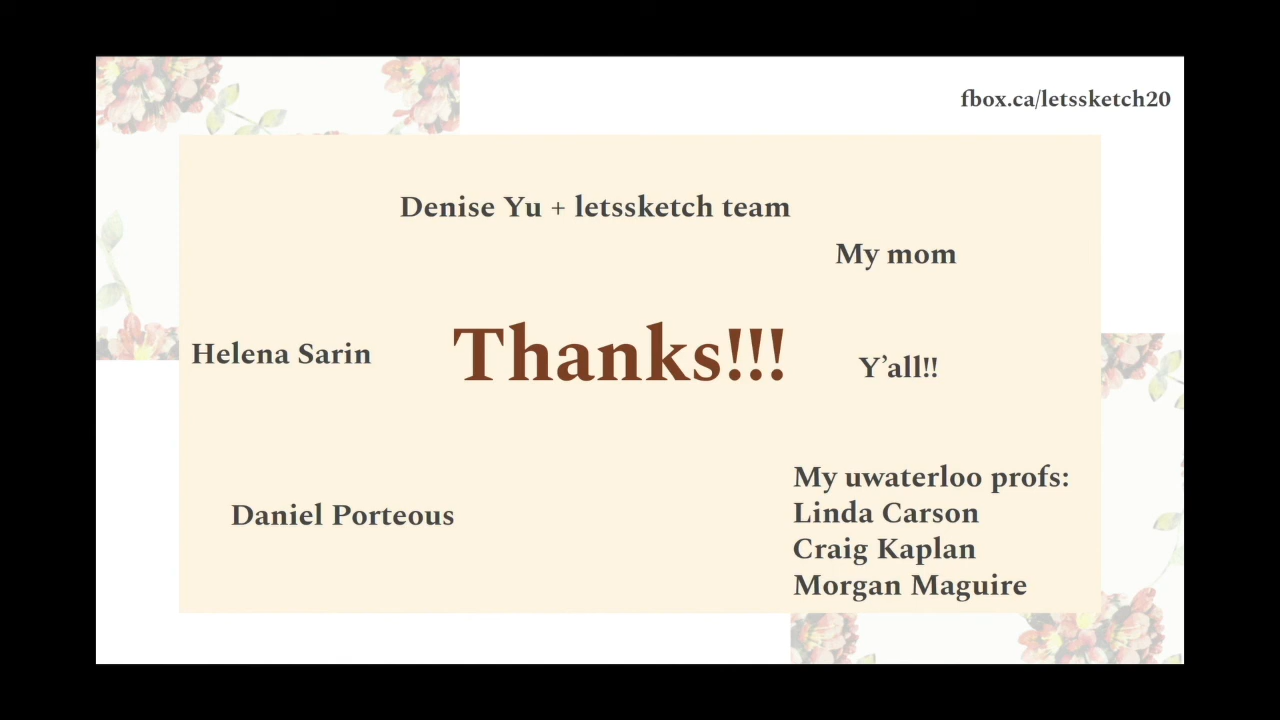 fbox.ca/letssketch20
Denise Yu + letssketch team
My mom
Helena Sarin
Thanks!!!
Y’all!!
Daniel Porteous
My uwaterloo profs:
Linda Carson
Craig Kaplan
Morgan Maguire